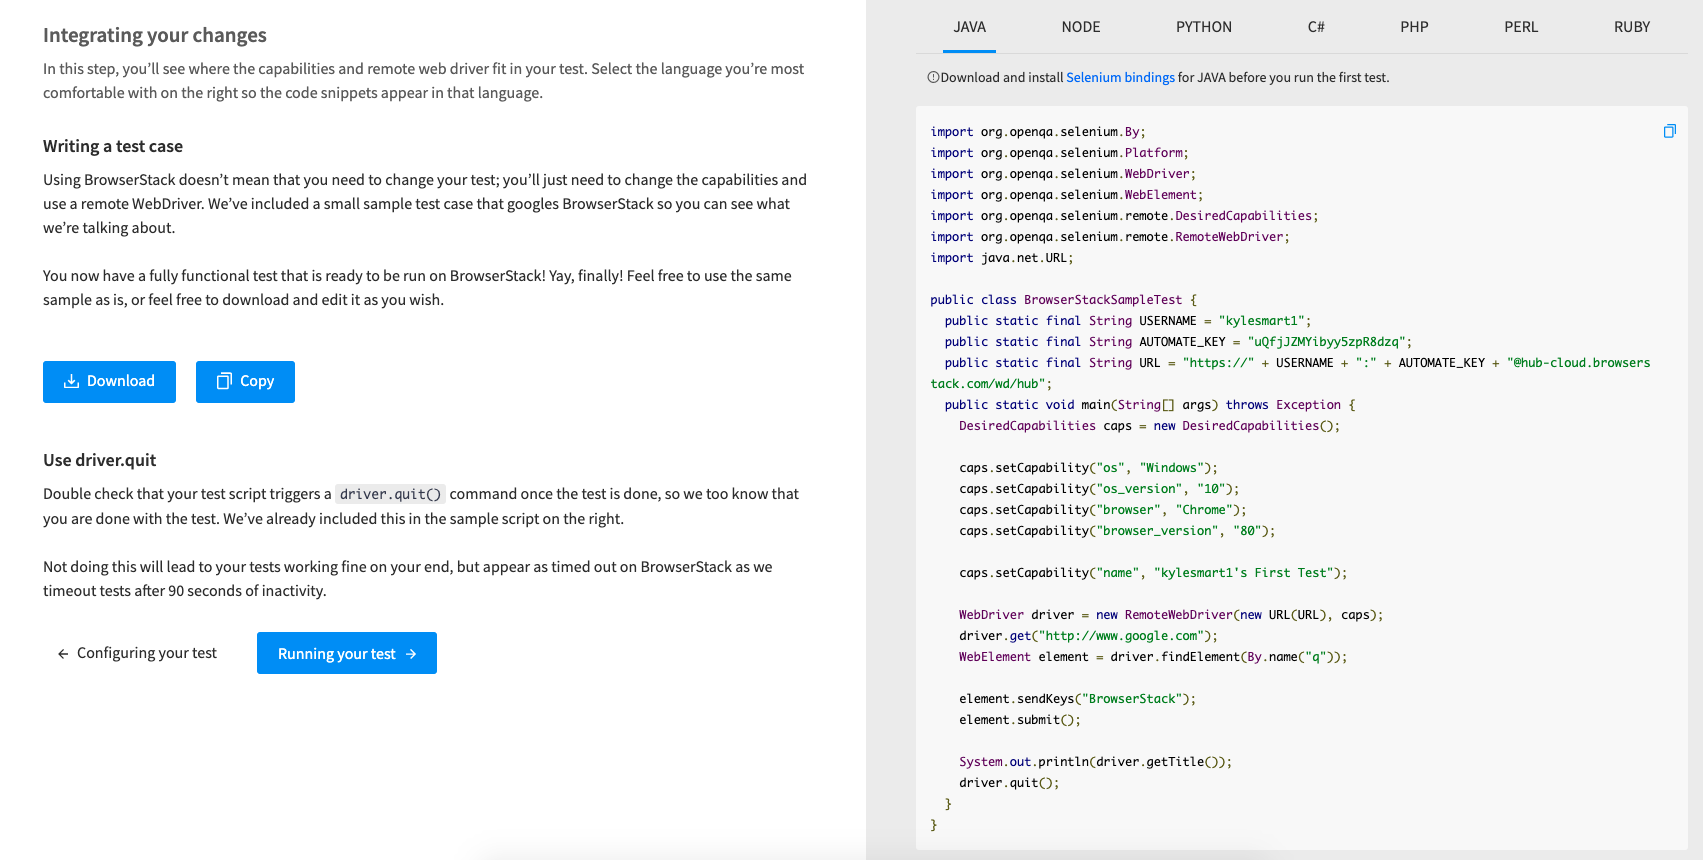 Integrating your changes
In this step, you’ll see where the capabilities and remote web driver fit in your test. Select the language you’re most
comfortable with on the right so the code snippets appear in that language.
Writing a test case
Using BrowserStack doesn’t mean that you need to change your test; you’ll just need to change the capabilities and
use a remote WebDriver. We’ve included a small sample test case that googles BrowserStack so you can see what
we’re talking about.
You now have a fully functional test that is ready to be run on BrowserStack! Yay, finally! Feel free to use the same
sample as is, or feel free to download and edit it as you wish.
Download
Copy
Use driver.quit
Double check that your test script triggers a driver.quit() command once the test is done, so we too know that
you are done with the test. We’ve already included this in the sample script on the right.
Not doing this will lead to your tests working fine on your end, but appear as timed out on BrowserStack as we
timeout tests after 90 seconds of inactivity.
← Configuring your test
Running your test →
JAVA NODE PYTHON C# PHP PERL RUBY
Download and install Selenium bindings for JAVA before you run the first test.
import org.openqa.selenium.By;
import org.openqa.selenium.Platform;
import org.openqa.selenium.WebDriver;
import org.openqa.selenium.WebElement;
import org.openqa.selenium.remote.DesiredCapabilities;
import org.openqa.selenium.remote.RemoteWebDriver;
import java.net.URL;
public class BrowserStackSampleTest {
public static final String USERNAME = "kylesmart1";
public static final String AUTOMATE_KEY = "uQfjJZMYibyy5zpR8dzq";
public static final String URL = "https://" + USERNAME + ":" + AUTOMATE_KEY + "@hub-cloud.browsers
tack.com/wd/hub";
public static void main(String[] args) throws Exception {
DesiredCapabilities caps = new DesiredCapabilities();
caps.setCapability("os", "Windows");
caps.setCapability("os_version", "10");
caps.setCapability("browser", "Chrome");
caps.setCapability("browser_version", "80");
caps.setCapability("name", "kylesmart1's First Test");
WebDriver driver = new RemoteWebDriver(new URL(URL), caps);
driver.get("http://www.google.com");
WebElement element = driver.findElement(By.name("q"));
element.sendKeys("BrowserStack");
element.submit();
System.out.println(driver.getTitle());
driver.quit();
}
}